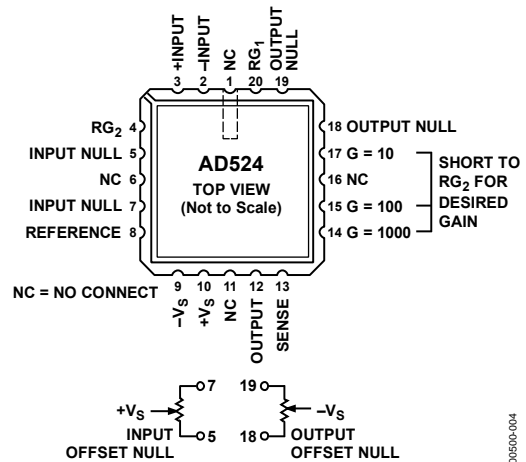 +INPUT
–INPUT
NC
RG1
OUTPUT
NULL
3 2 1 20 19
RG2 4
INPUT NULL 5
NC 6
INPUT NULL 7
REFERENCE 8
AD524
TOP VIEW
(Not to Scale)
18 OUTPUT NULL
17 G = 10
16 NC
15 G = 100
14 G = 1000
SHORT TO
RG2 FOR
DESIRED
GAIN
NC = NO CONNECT
9 10 11 12 13
–VS
+VS
NC
OUTPUT
SENSE
+VS
7
5
INPUT
OFFSET NULL
19
18
–VS
OUTPUT
OFFSET NULL
00500-004